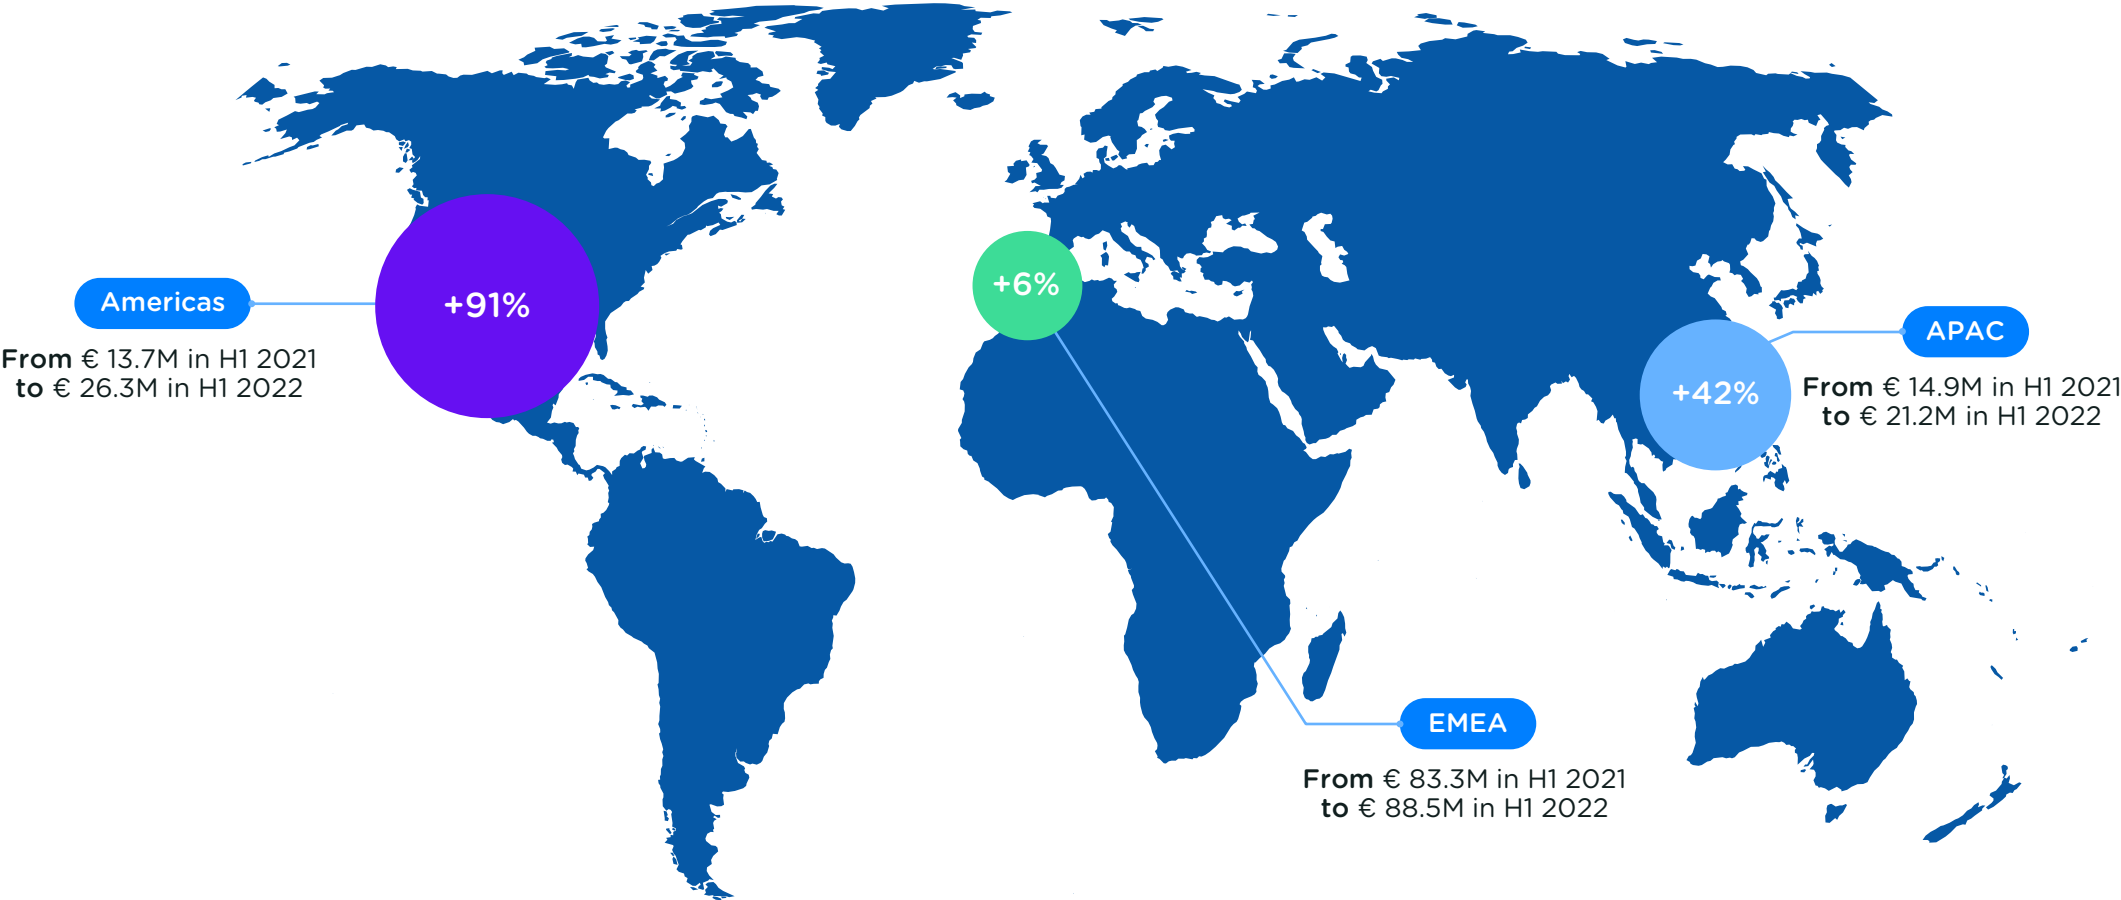 Americas
+91%
From € 13.7M in H1 2021
to € 26.3M in H1 2022
+6%
EMEA
From € 83.3M in H1 2021
to € 88.5M in H1 2022
+42%
APAC
From € 14.9M in H1 2021
to € 21.2M in H1 2022